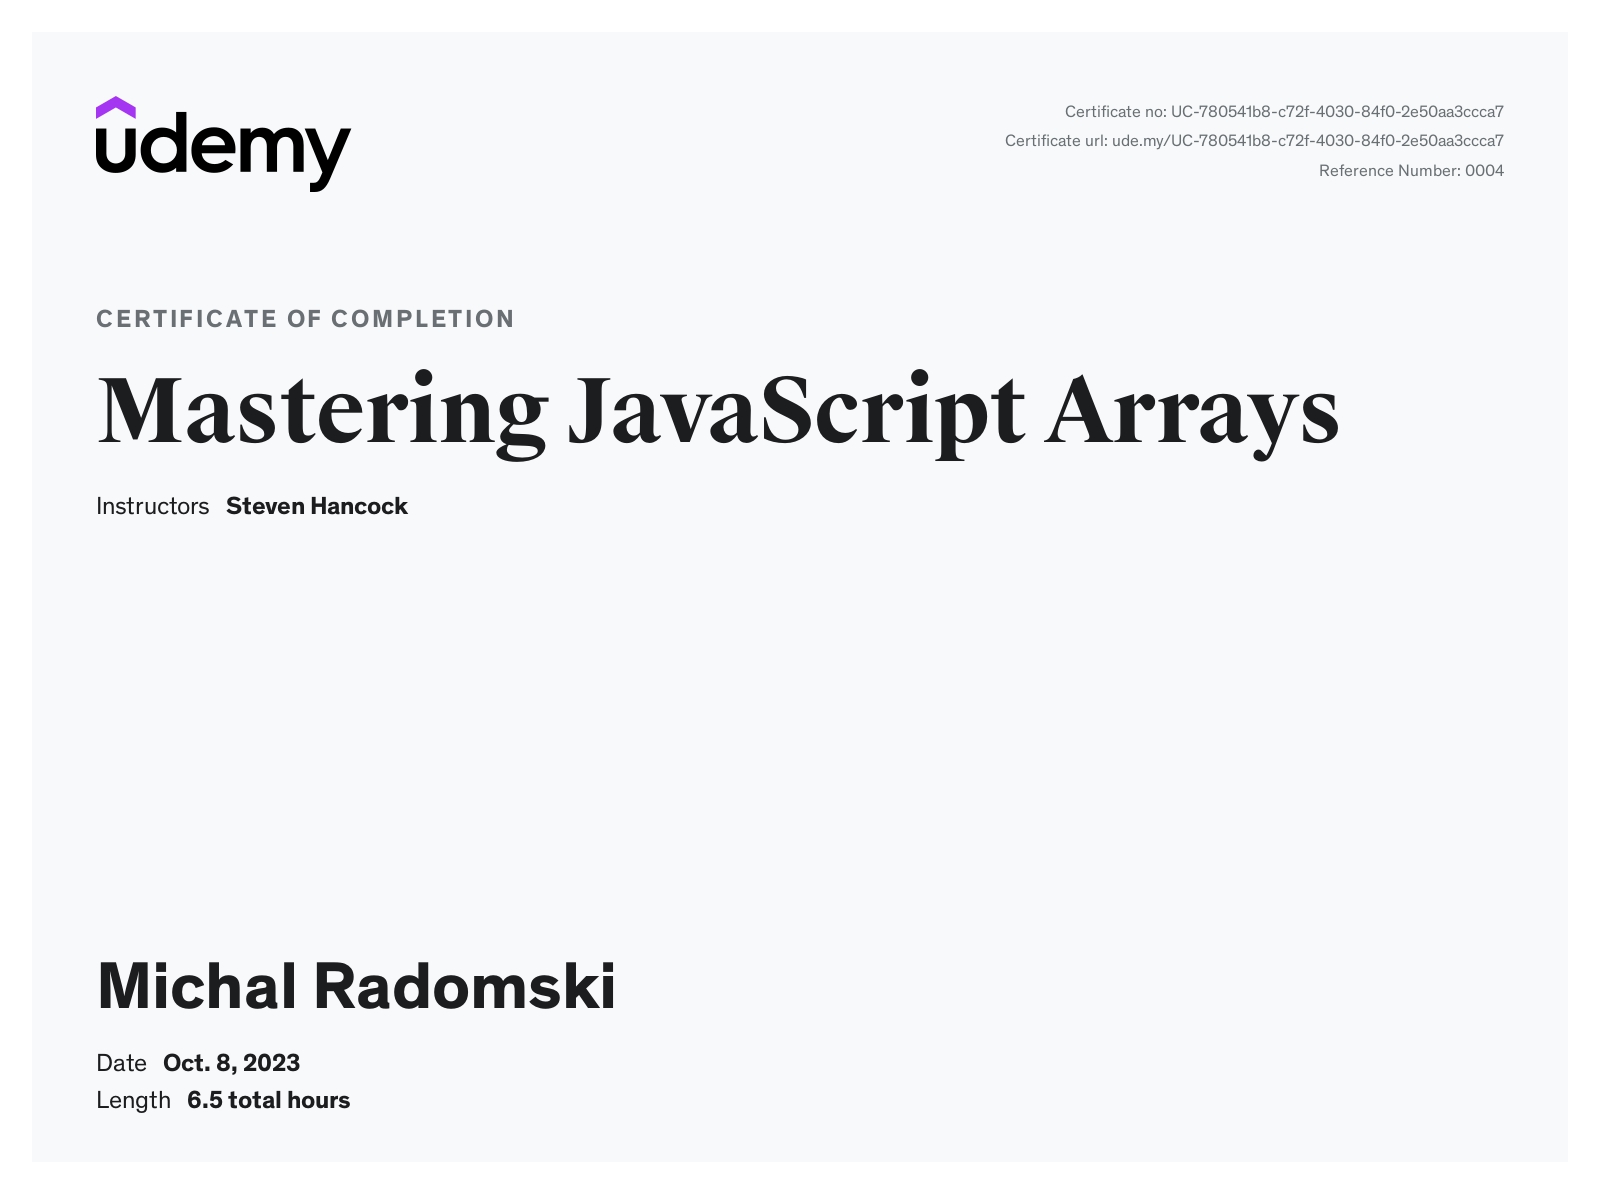 udemy
Certificate no: UC-780541b8-c72f-4030-84f0-2e50aa3ccca7
Certificate url: ude.my/UC-780541b8-c72f-4030-84f0-2e50aa3ccca7
Reference Number: 0004
CERTIFICATE OF COMPLETION
Mastering JavaScript Arrays
Instructors Steven Hancock
Michal Radomski
Date Oct. 8, 2023
Length 6.5 total hours